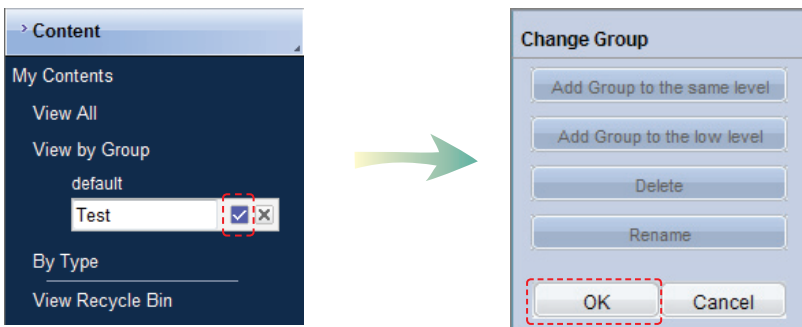 Content
My Contents
View All
View by Group
default
Test
By Type
View Recycle Bin
Change Group
Add Group to the same level
Add Group to the low level
Delete
Rename
OK Cancel